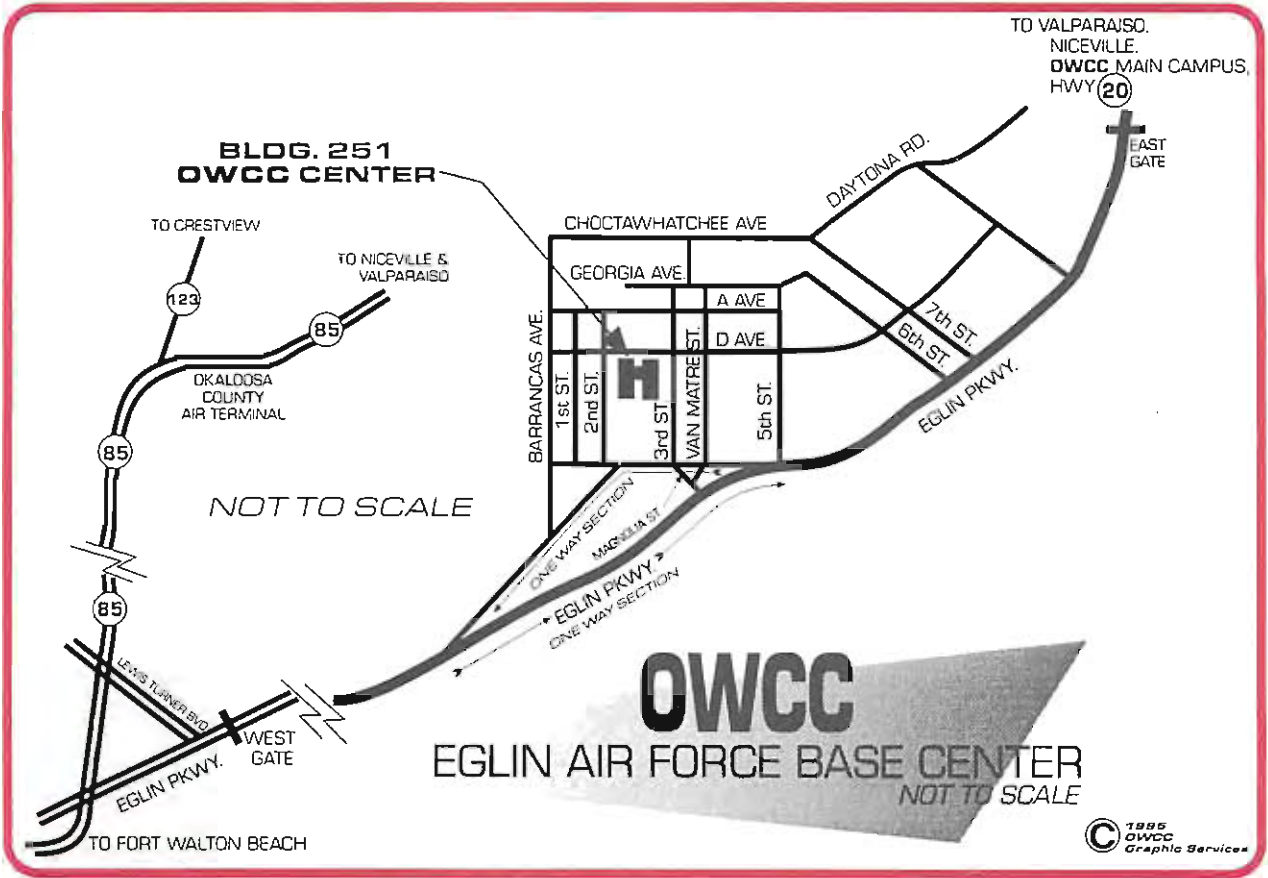 TO VALPARAISO.
NICEVILLE.
OWCC MAIN CAMPUS,
HWY 20
EAST
GATE
BLDG. 251
OWCC CENTER
DAYTONA RD.
TO CRESTVIEW
CHOCTAWHATCHEE AVE
TO NICEVILLE &
VALPARAISO
GEORGIA AVE.
123
A AVE
85
D AVE
7th ST.
6th ST.
BARRANCAS AVE.
1st ST.
2nd ST.
3rd ST.
VAN MATRE ST.
5th ST.
EGLIN PKWY.
OKALOOSA
COUNTY
AIR TERMINAL
85
NOT TO SCALE
ONE WAY SECTION
MAGNOLIA ST
EGLIN PKWY.
ONE WAY SECTION
85
LEWIS TURNER BVD.
WEST
GATE
EGLIN PKWY.
TO FORT WALTON BEACH
OWCC
EGLIN AIR FORCE BASE CENTER
NOT TO SCALE
© 1995
OWCC
Graphic Services